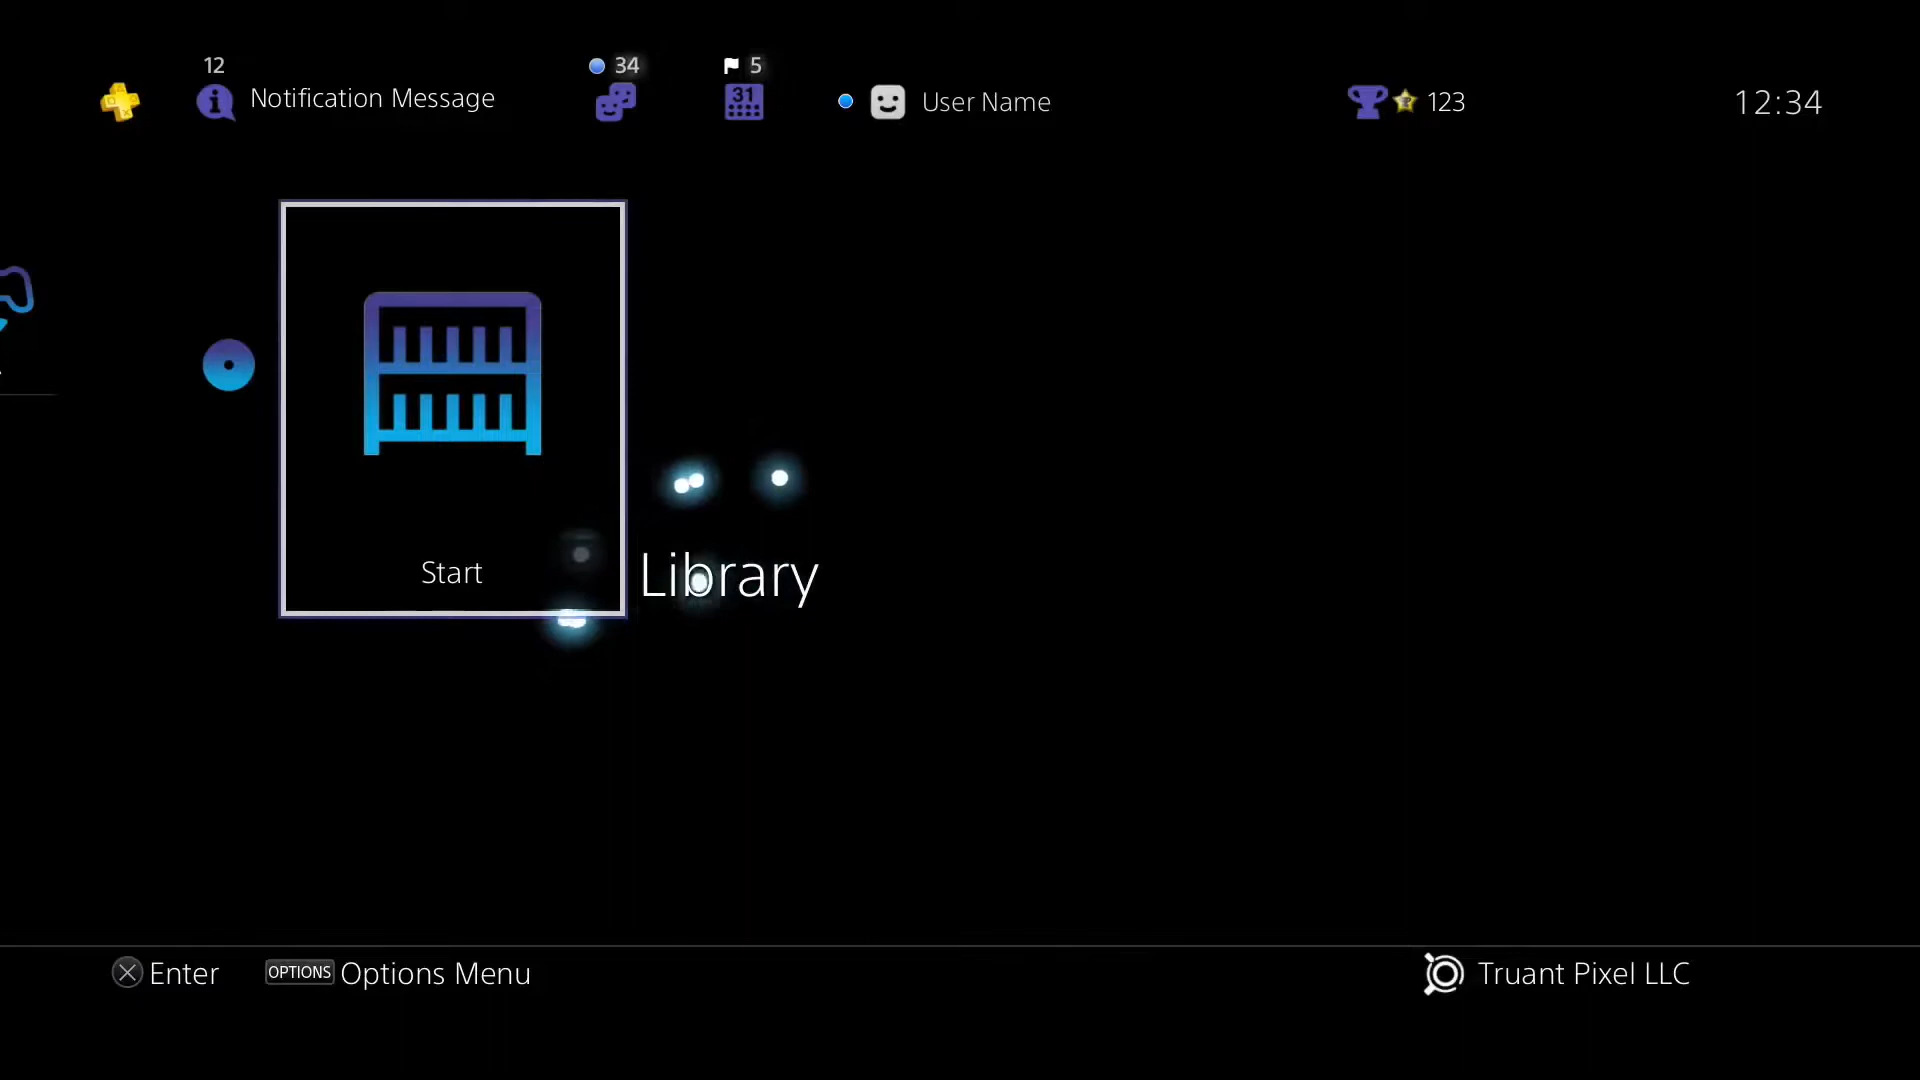 12
Notification Message
34
5
31
User Name
123
12:34
Start
Library
Enter
OPTIONS Options Menu
Truant Pixel LLC